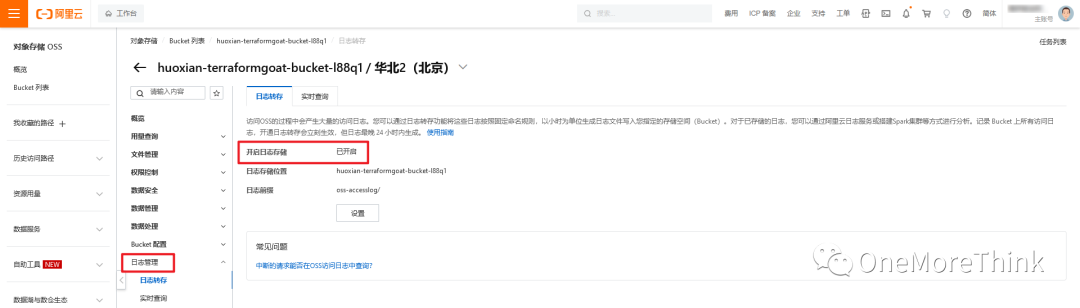 阿里云
工作台
搜索...
费用
ICP 备案
企业
支持
工单
简体
主账号
对象存储 OSS
概览
Bucket 列表
我收藏的路径
历史访问路径
资源用量
数据服务
自助工具 NEW
数据湖与数仓生态
对象存储 / Bucket 列表 / huoxian-terraformgoat-bucket-l88q1 / 日志转存
任务列表
huoxian-terraformgoat-bucket-l88q1 / 华北2（北京）
请输入内容
概览
用量查询
文件管理
权限控制
数据安全
数据管理
数据处理
Bucket 配置
日志管理
日志转存
实时查询
日志转存
实时查询
访问OSS的过程中会产生大量的访问日志。您可以通过日志转存功能将这些日志按照固定命名规则，以小时为单位生成日志文件写入您指定的存储空间（Bucket）。对于已存储的日志，您可以通过阿里云日志服务或搭建Spark集群等方式进行分析。记录 Bucket 上所有访问日
志，开通日志转存会立刻生效，但日志最晚 24 小时内生成。 使用指南
开启日志存储 已开启
日志存储位置 huoxian-terraformgoat-bucket-l88q1
日志前缀 oss-accesslog/
设置
常见问题
中断的请求能否在OSS访问日志中查询?
OneMoreThink